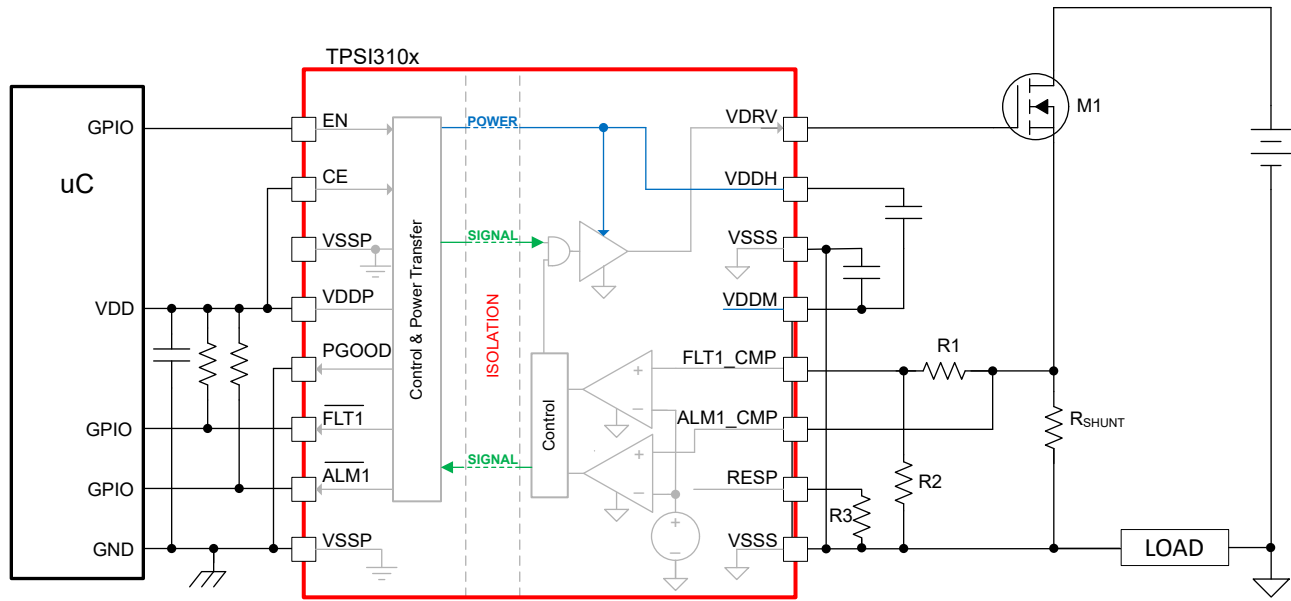 TPSI310x
uC
GPIO
VDD
GPIO
GPIO
GND
EN
CE
VSSP
VDDP
PGOOD
FLT1
ALM1
VSSP
Control & Power Transfer
ISOLATION
POWER
SIGNAL
SIGNAL
Control
VDRV
VDDH
VSSS
VDDM
FLT1_CMP
ALM1_CMP
RESP
VSSS
+
−
+
−
+
−
M1
R1
R2
R3
RSHUNT
LOAD